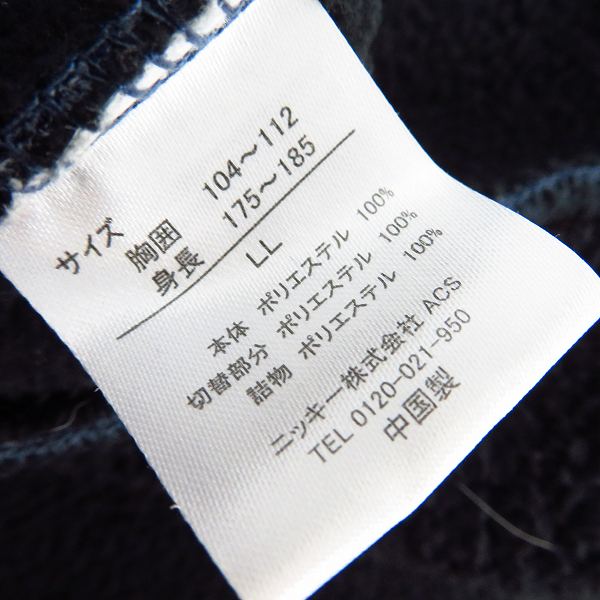 サイズ
胸囲 104～112
身長 175～185
LL
本体 ポリエステル 100%
切替部分 ポリエステル 100%
詰物 ポリエステル 100%
ニッキー株式会社 ACS
TEL 0120-021-950
中国製